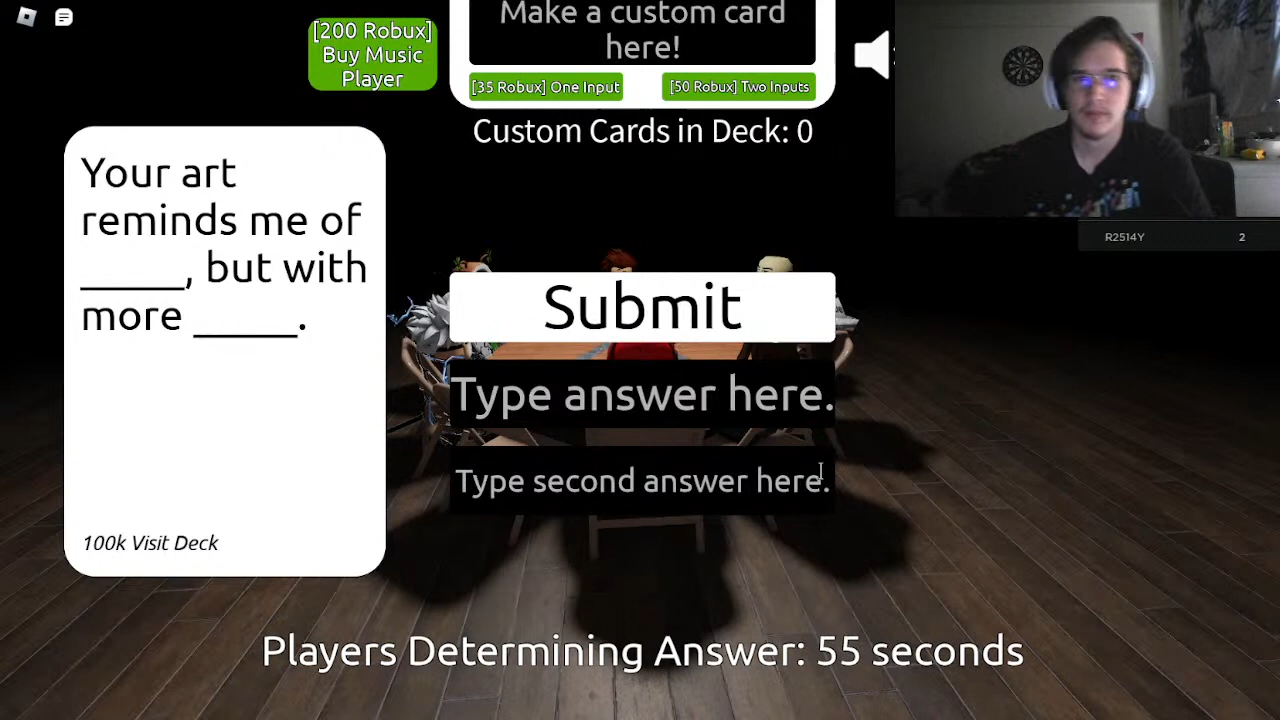 [200 Robux]
Buy Music
Player
Make a custom card
here!
[35 Robux] One Input
[50 Robux] Two Inputs
Custom Cards in Deck: 0
R2514Y 2
Your art
reminds me of
_____, but with
more _____.
100k Visit Deck
Submit
Type answer here.
Type second answer here.
Players Determining Answer: 55 seconds